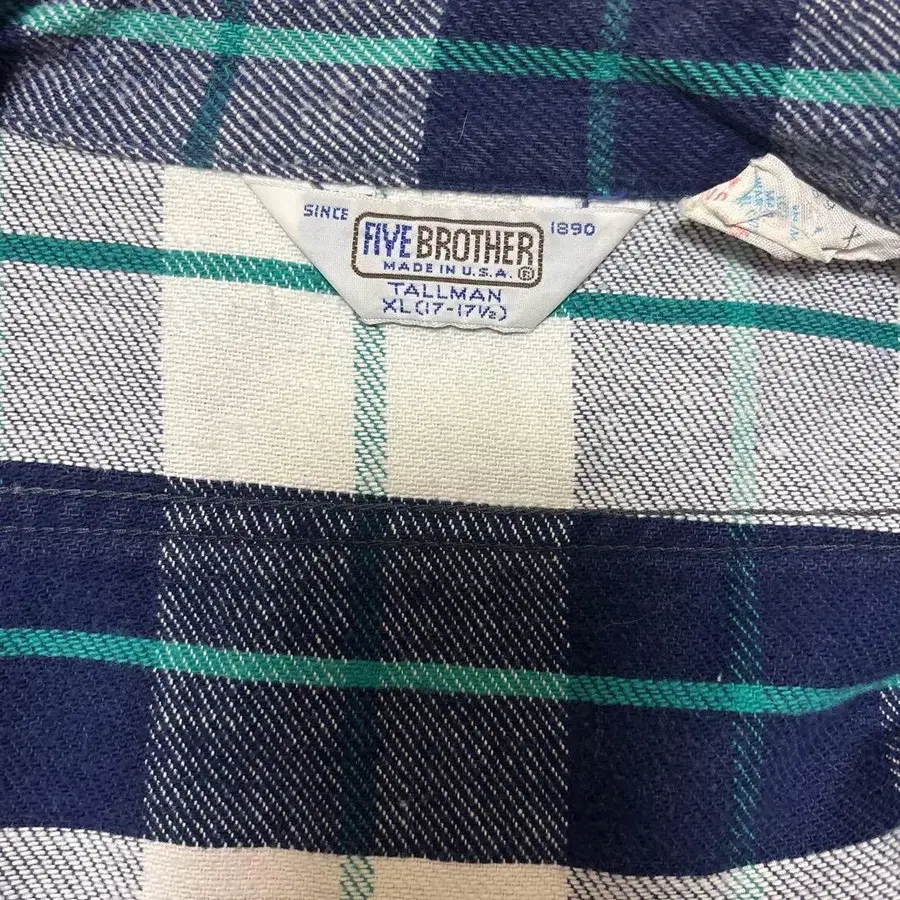 SINCE 1890
FIVE BROTHER
MADE IN U.S.A. ®
TALLMAN
XL (17-17½)